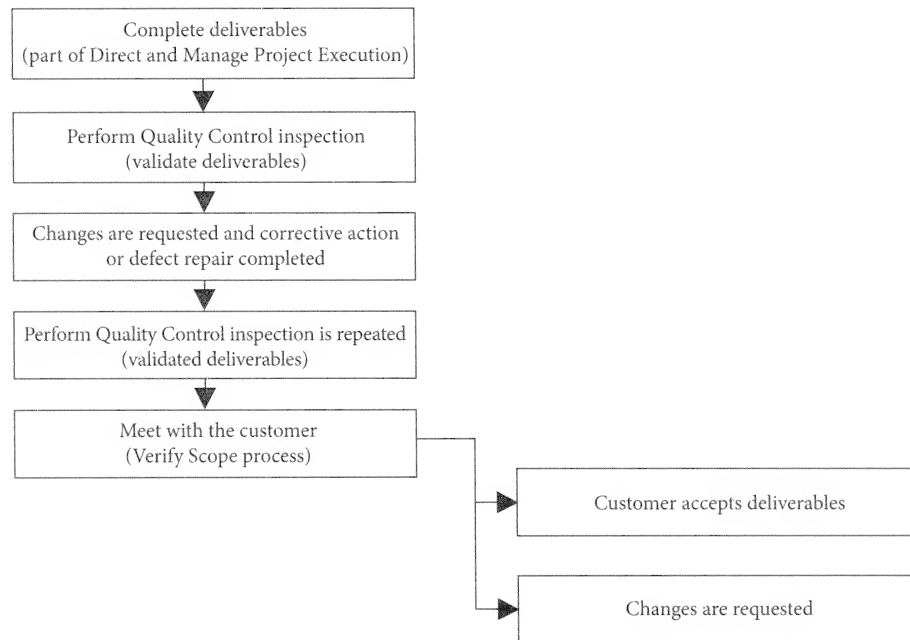 Complete deliverables
(part of Direct and Manage Project Execution)
Perform Quality Control inspection
(validate deliverables)
Changes are requested and corrective action
or defect repair completed
Perform Quality Control inspection is repeated
(validated deliverables)
Meet with the customer
(Verify Scope process)
Customer accepts deliverables
Changes are requested